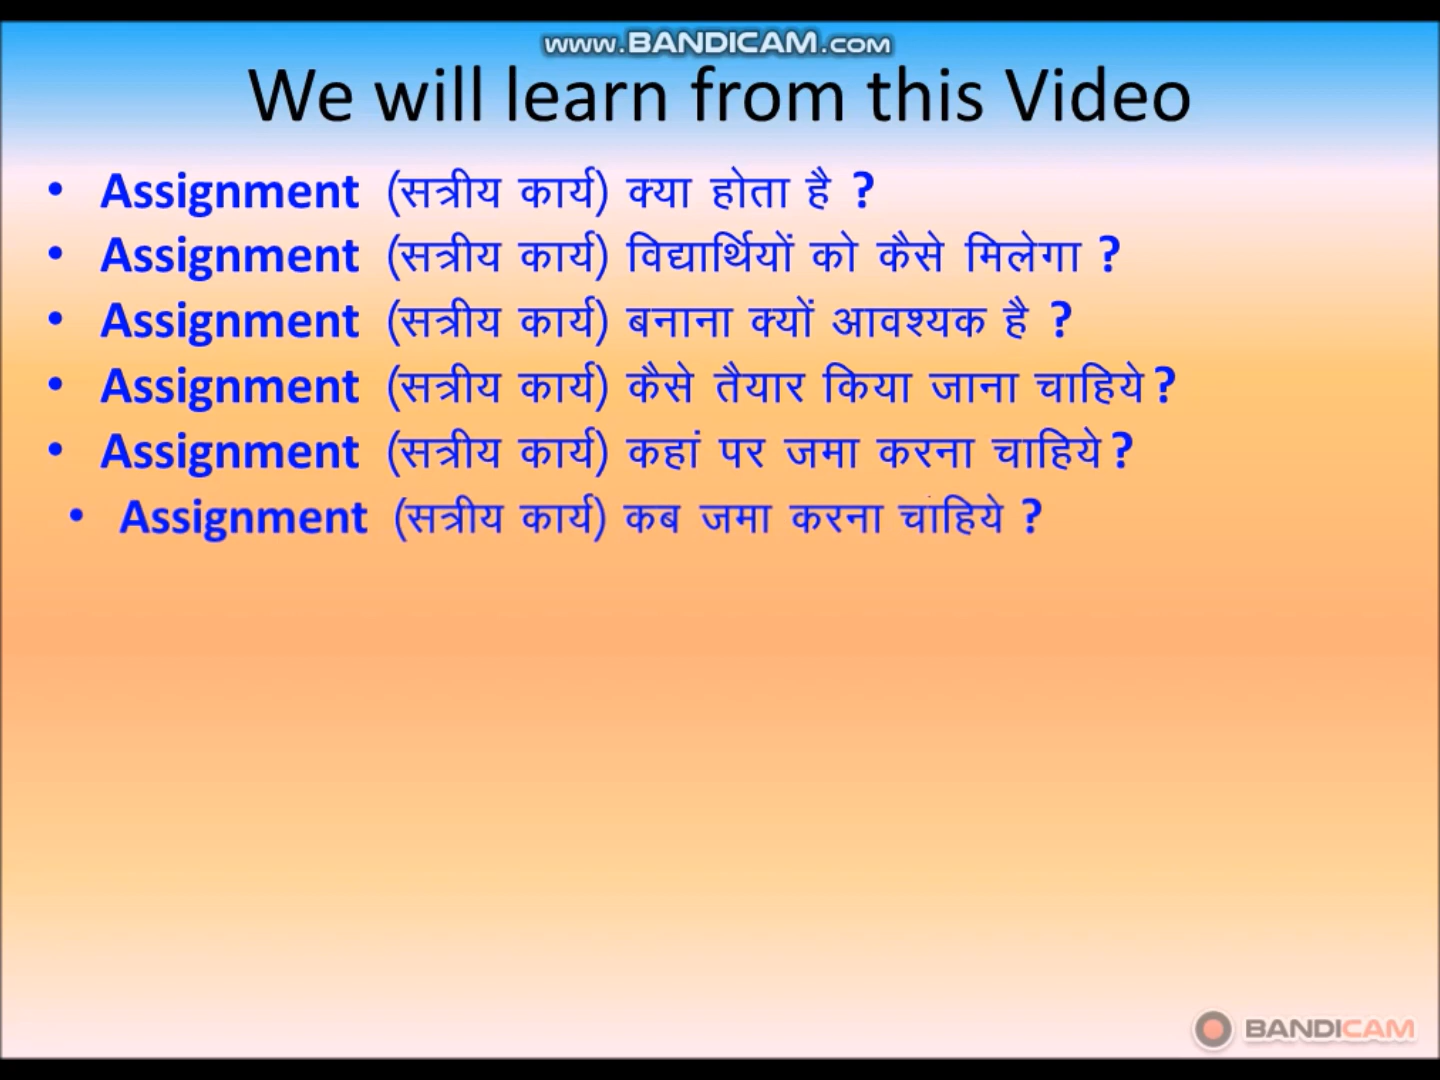 www.BANDICAM.com
We will learn from this Video
• Assignment (सत्रीय कार्य) क्या होता है ?
• Assignment (सत्रीय कार्य) विद्यार्थियों को कैसे मिलेगा ?
• Assignment (सत्रीय कार्य) बनाना क्यों आवश्यक है ?
• Assignment (सत्रीय कार्य) कैसे तैयार किया जाना चाहिये ?
• Assignment (सत्रीय कार्य) कहां पर जमा करना चाहिये ?
• Assignment (सत्रीय कार्य) कब जमा करना चाहिये ?
BANDICAM